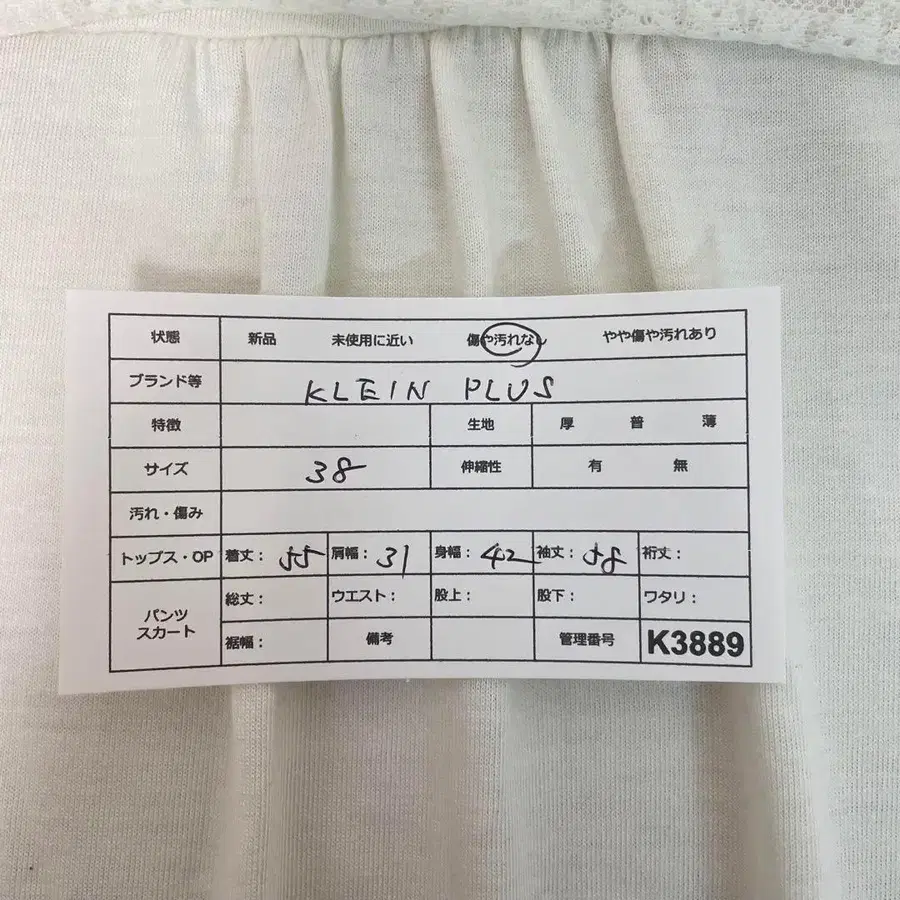 状態 新品 未使用に近い 傷や汚れなし やや傷や汚れあり
ブランド等 KLEIN PLUS
特徴 生地 厚 普 薄
サイズ 38 伸縮性 有 無
汚れ・傷み
トップス・OP 着丈: 55 肩幅: 31 身幅: 42 袖丈: 58 裄丈:
パンツ スカート 総丈: ウエスト: 股上: 股下: ワタリ:
裾幅: 備考 管理番号 K3889